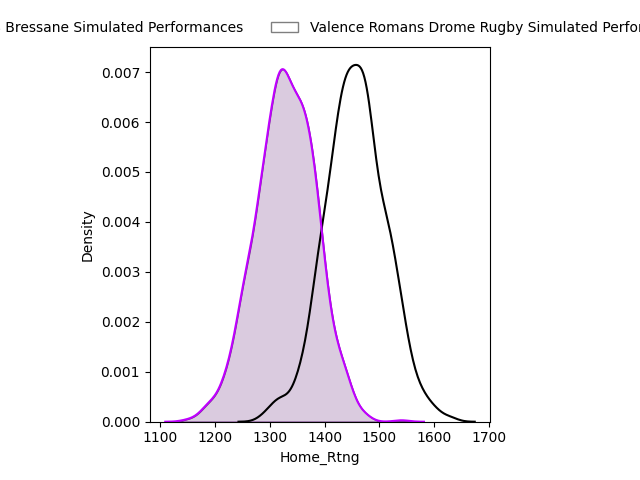 Bressane Simulated Performances
Valence Romans Drome Rugby Simulated Perfor
0.007
0.006
0.005
0.004
0.003
0.002
0.001
0.000
Density
1100 1200 1300 1400 1500 1600 1700
Home_Rtng